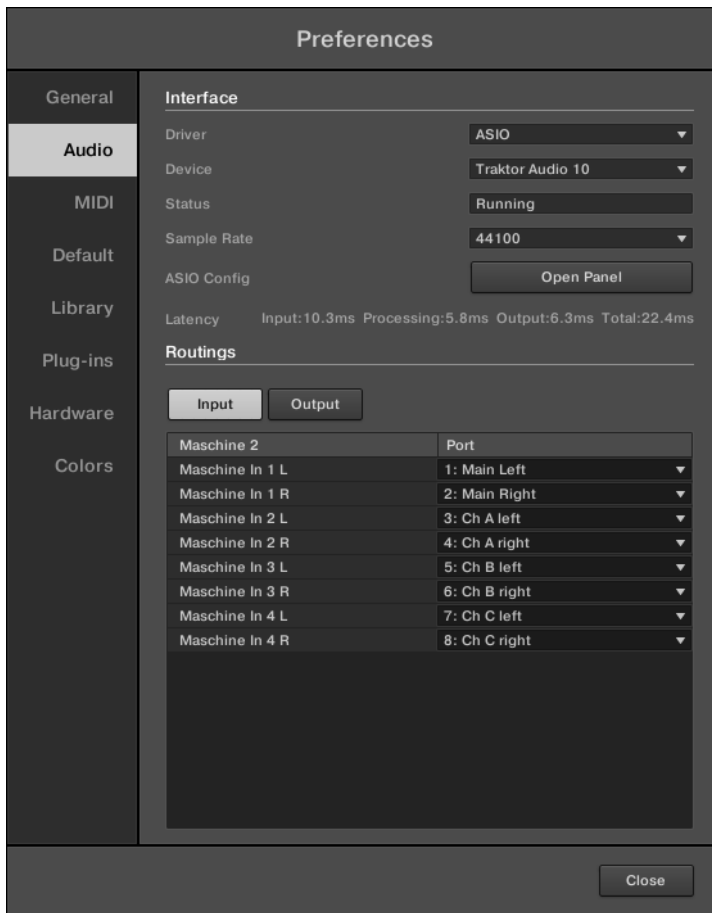 Preferences
General
Audio
MIDI
Default
Library
Plug-ins
Hardware
Colors
Interface
Driver ASIO
Device Traktor Audio 10
Status Running
Sample Rate 44100
ASIO Config Open Panel
Latency Input:10.3ms Processing:5.8ms Output:6.3ms Total:22.4ms
Routings
Input Output
Maschine 2 Port
Maschine In 1 L 1: Main Left
Maschine In 1 R 2: Main Right
Maschine In 2 L 3: Ch A left
Maschine In 2 R 4: Ch A right
Maschine In 3 L 5: Ch B left
Maschine In 3 R 6: Ch B right
Maschine In 4 L 7: Ch C left
Maschine In 4 R 8: Ch C right
Close